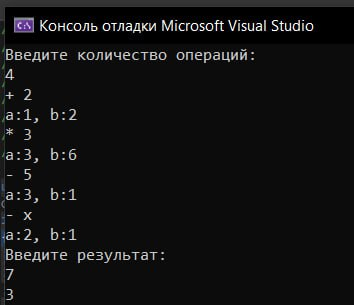 Консоль отладки Microsoft Visual Studio
Введите количество операций:
4
+ 2
a:1, b:2
* 3
a:3, b:6
- 5
a:3, b:1
- x
a:2, b:1
Введите результат:
7
3